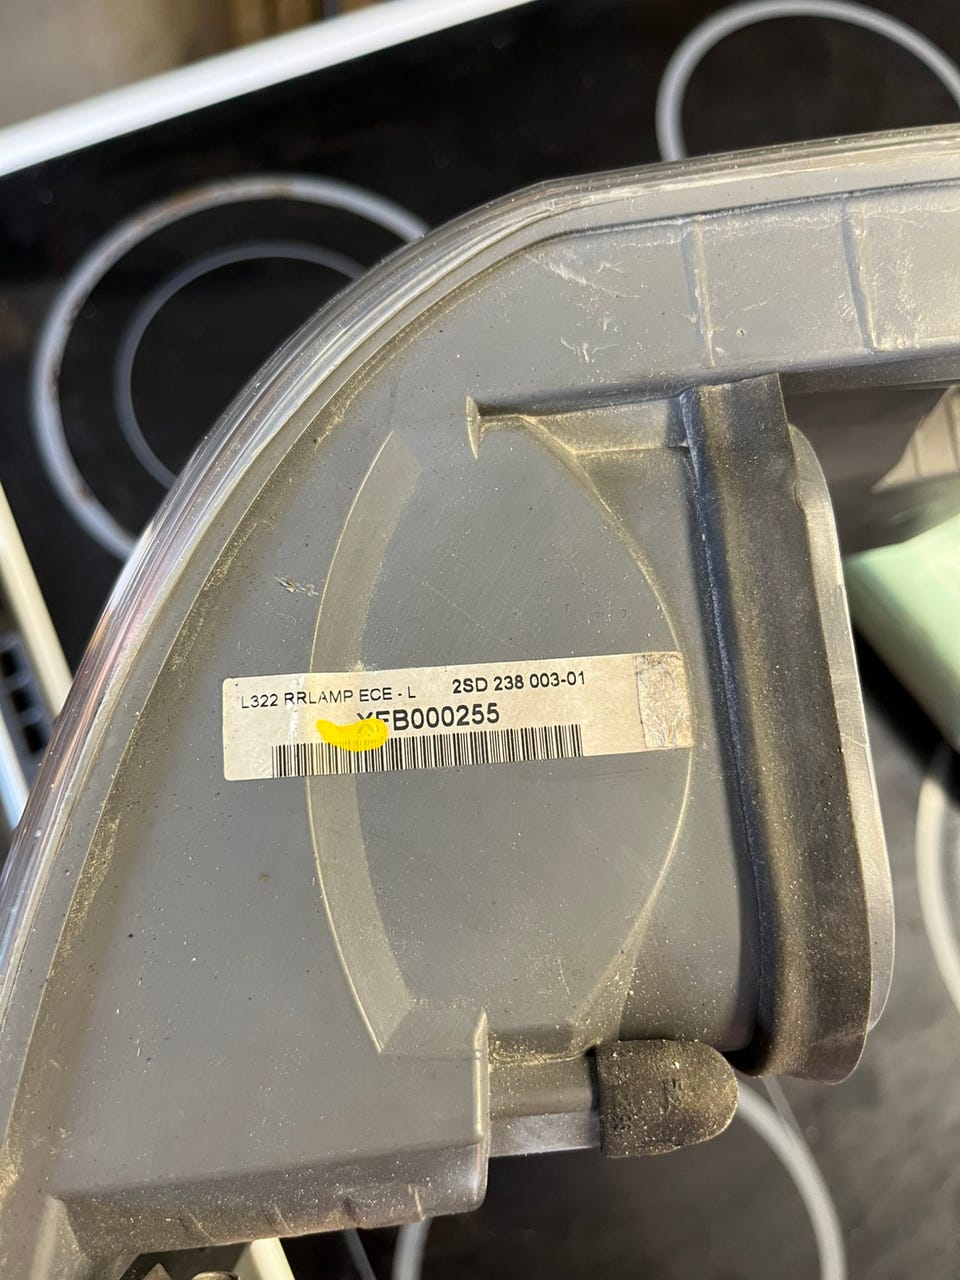 L322 RRLAMP ECE - L 2SD 238 003-01
XFB000255